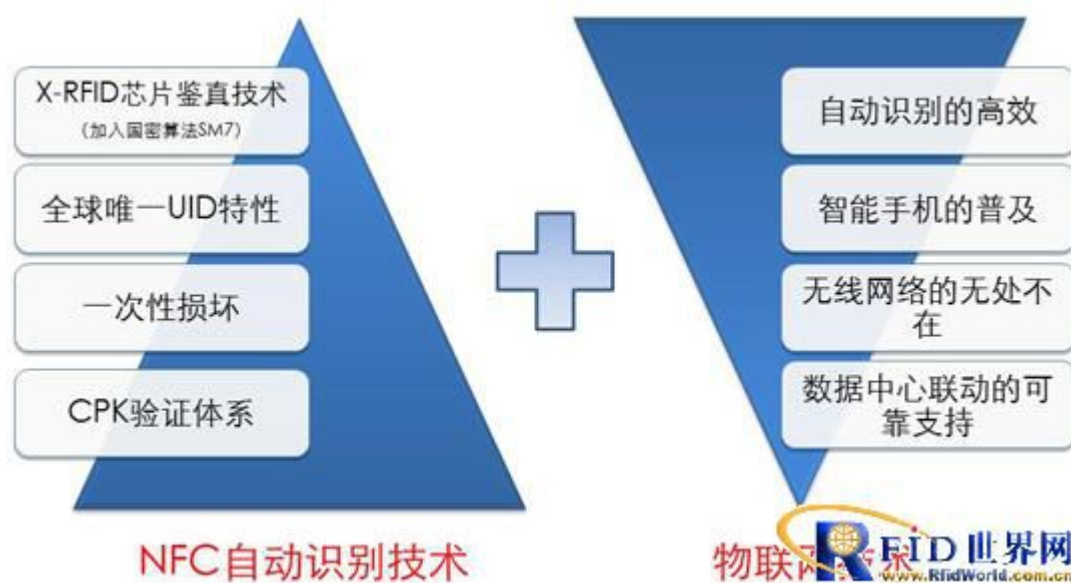 X-RFID芯片鉴真技术
(加入国密算法SM7)
全球唯一UID特性
一次性损坏
CPK验证体系
NFC自动识别技术
自动识别的高效
智能手机的普及
无线网络的无处不
在
数据中心联动的可
靠支持
物联网技术
RFID世界网
www.RfidWorld.com.cn